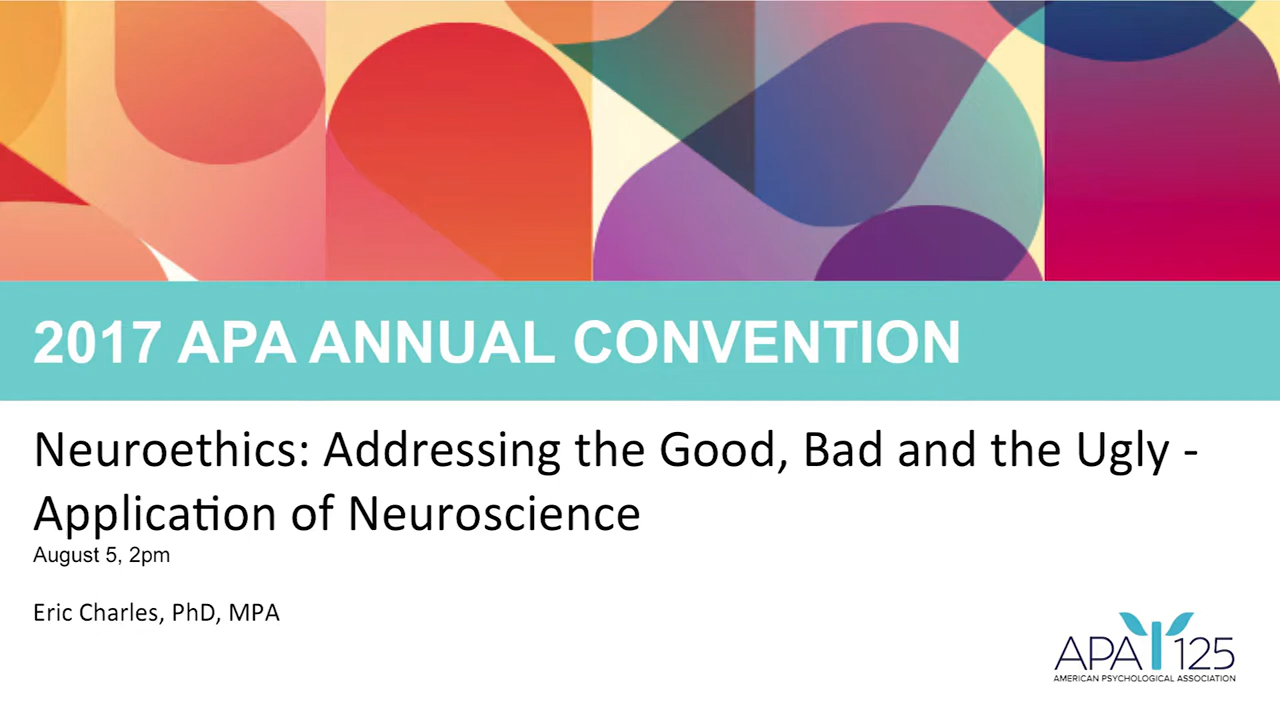 2017 APA ANNUAL CONVENTION
Neuroethics: Addressing the Good, Bad and the Ugly -
Application of Neuroscience
August 5, 2pm
Eric Charles, PhD, MPA
APA 125
AMERICAN PSYCHOLOGICAL ASSOCIATION